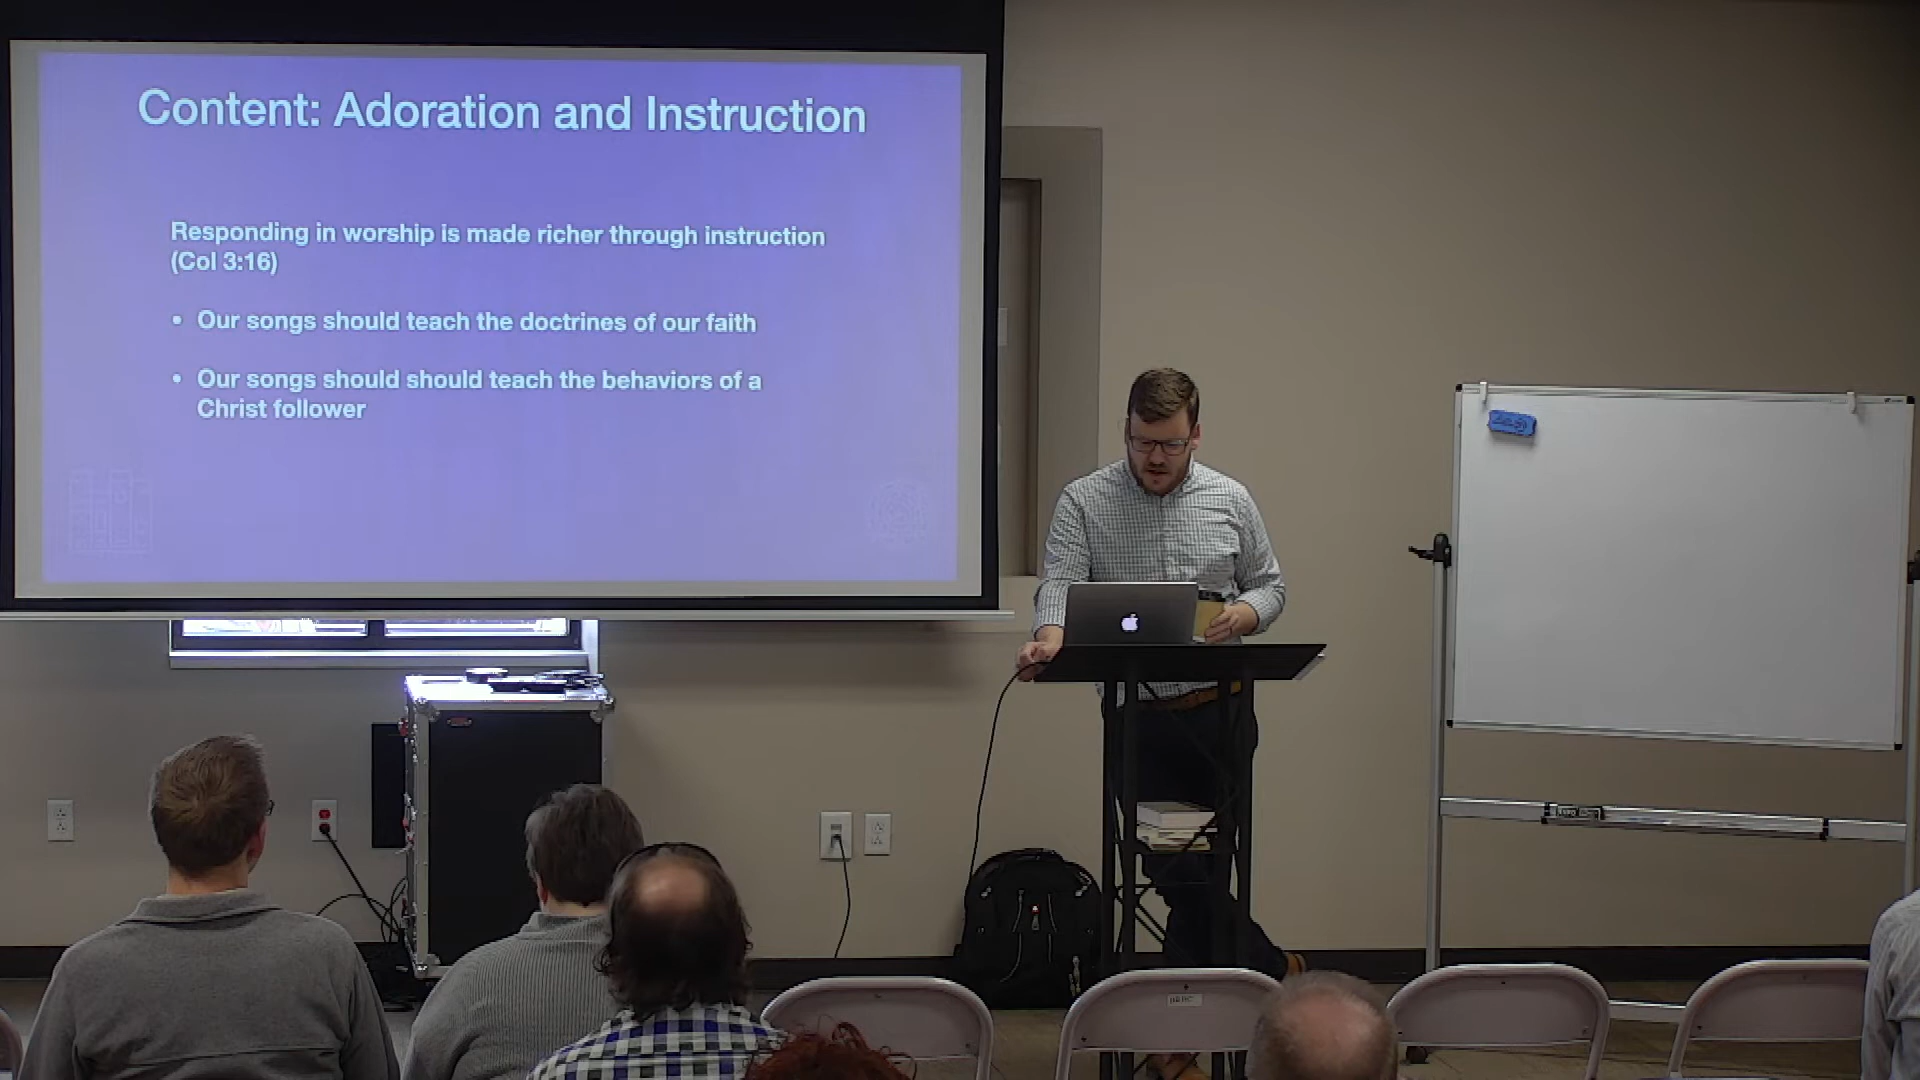 Content: Adoration and Instruction
Responding in worship is made richer through instruction
(Col 3:16)
• Our songs should teach the doctrines of our faith
• Our songs should should teach the behaviors of a
Christ follower